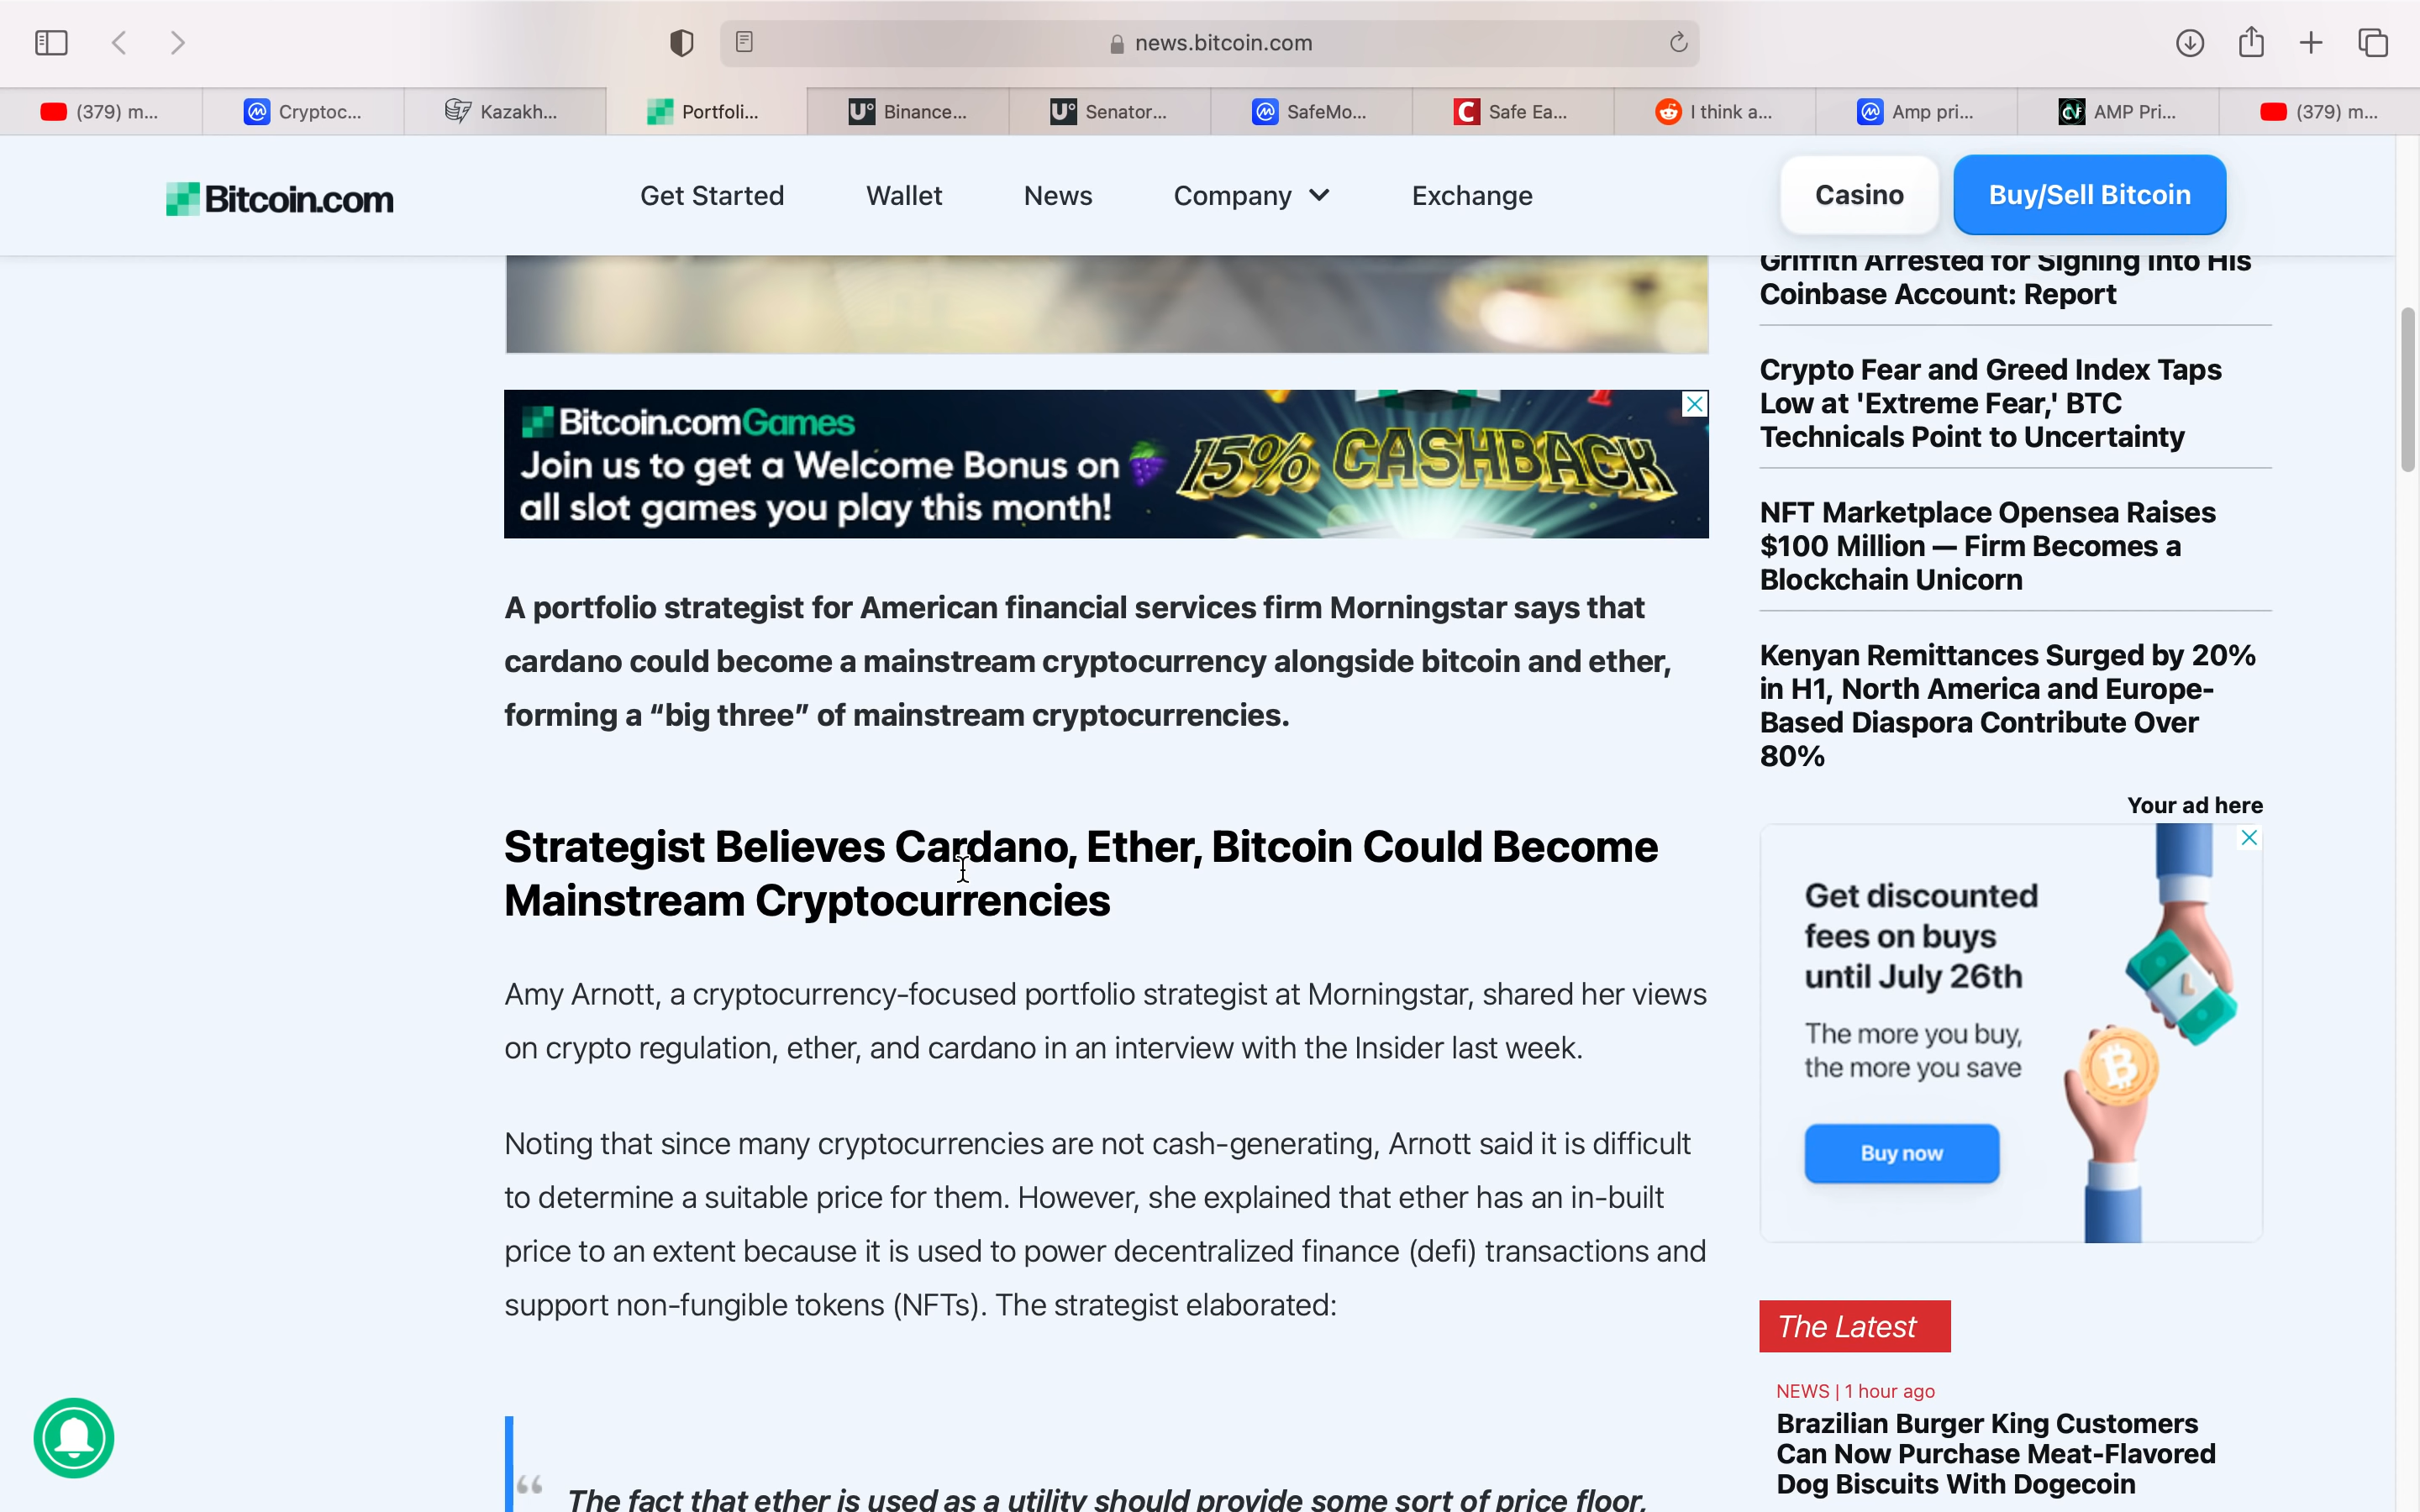 news.bitcoin.com
(379) m...
Cryptoc...
Kazakh...
Portfoli...
Binance...
Senator...
SafeMo...
Safe Ea...
I think a...
Amp pri...
AMP Pri...
(379) m...
Bitcoin.com
Get Started
Wallet
News
Company
Exchange
Casino
Buy/Sell Bitcoin
Bitcoin.comGames
Join us to get a Welcome Bonus on
all slot games you play this month!
15% CASHBACK
A portfolio strategist for American financial services firm Morningstar says that
cardano could become a mainstream cryptocurrency alongside bitcoin and ether,
forming a “big three” of mainstream cryptocurrencies.
Strategist Believes Cardano, Ether, Bitcoin Could Become
Mainstream Cryptocurrencies
Amy Arnott, a cryptocurrency-focused portfolio strategist at Morningstar, shared her views
on crypto regulation, ether, and cardano in an interview with the Insider last week.
Noting that since many cryptocurrencies are not cash-generating, Arnott said it is difficult
to determine a suitable price for them. However, she explained that ether has an in-built
price to an extent because it is used to power decentralized finance (defi) transactions and
support non-fungible tokens (NFTs). The strategist elaborated:
“ The fact that ether is used as a utility should provide some sort of price floor,
Griffith Arrested for Signing Into His
Coinbase Account: Report
Crypto Fear and Greed Index Taps
Low at 'Extreme Fear,' BTC
Technicals Point to Uncertainty
NFT Marketplace Opensea Raises
$100 Million — Firm Becomes a
Blockchain Unicorn
Kenyan Remittances Surged by 20%
in H1, North America and Europe-
Based Diaspora Contribute Over
80%
Your ad here
Get discounted
fees on buys
until July 26th
The more you buy,
the more you save
Buy now
The Latest
NEWS | 1 hour ago
Brazilian Burger King Customers
Can Now Purchase Meat-Flavored
Dog Biscuits With Dogecoin